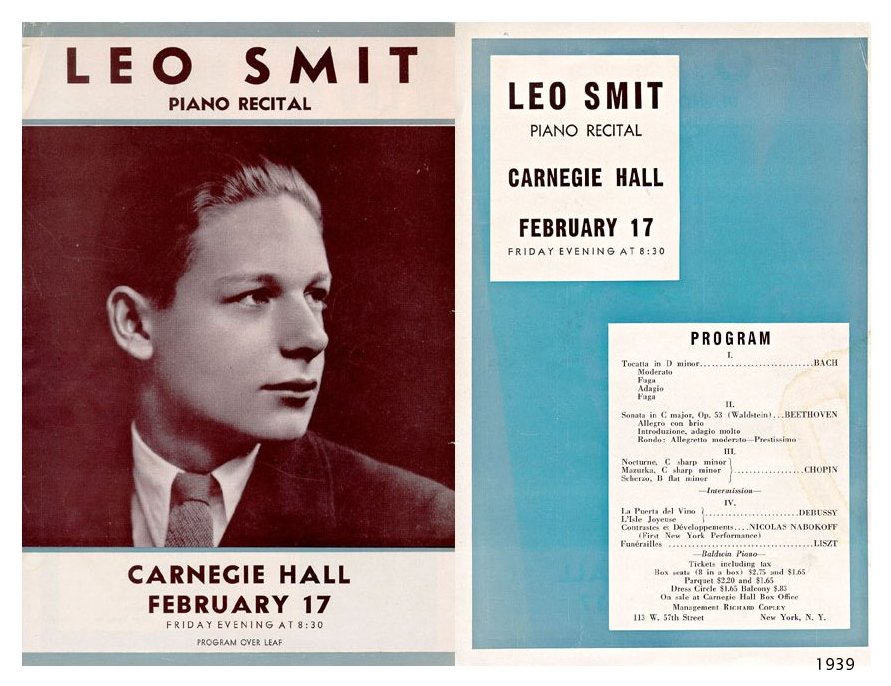 LEO SMIT
PIANO RECITAL
CARNEGIE HALL
FEBRUARY 17
FRIDAY EVENING AT 8:30
PROGRAM OVER LEAF
LEO SMIT
PIANO RECITAL
CARNEGIE HALL
FEBRUARY 17
FRIDAY EVENING AT 8:30
PROGRAM
I.
Tocatta in D minor..............................BACH
Moderato
Fuga
Adagio
Fuga
II.
Sonata in C major, Op. 53 (Waldstein)...BEETHOVEN
Allegro con brio
Introduzione, adagio molto
Rondo: Allegretto moderato—Prestissimo
III.
Nocturne, C sharp minor
Mazurka, C sharp minor }..................CHOPIN
Scherzo, B flat minor
—Intermission—
IV.
La Puerta del Vino }.........................DEBUSSY
L'Isle Joyeuse
Contrastes et Développements....NICOLAS NABOKOFF
(First New York Performance)
Funérailles ......................................LISZT
—Baldwin Piano—
Tickets including tax
Box seats (8 in a box) $2.75 and $1.65
Parquet $2.20 and $1.65
Dress Circle $1.65 Balcony $.83
On sale at Carnegie Hall Box Office
Management RICHARD COPLEY
113 W. 57th Street New York, N. Y.
1939